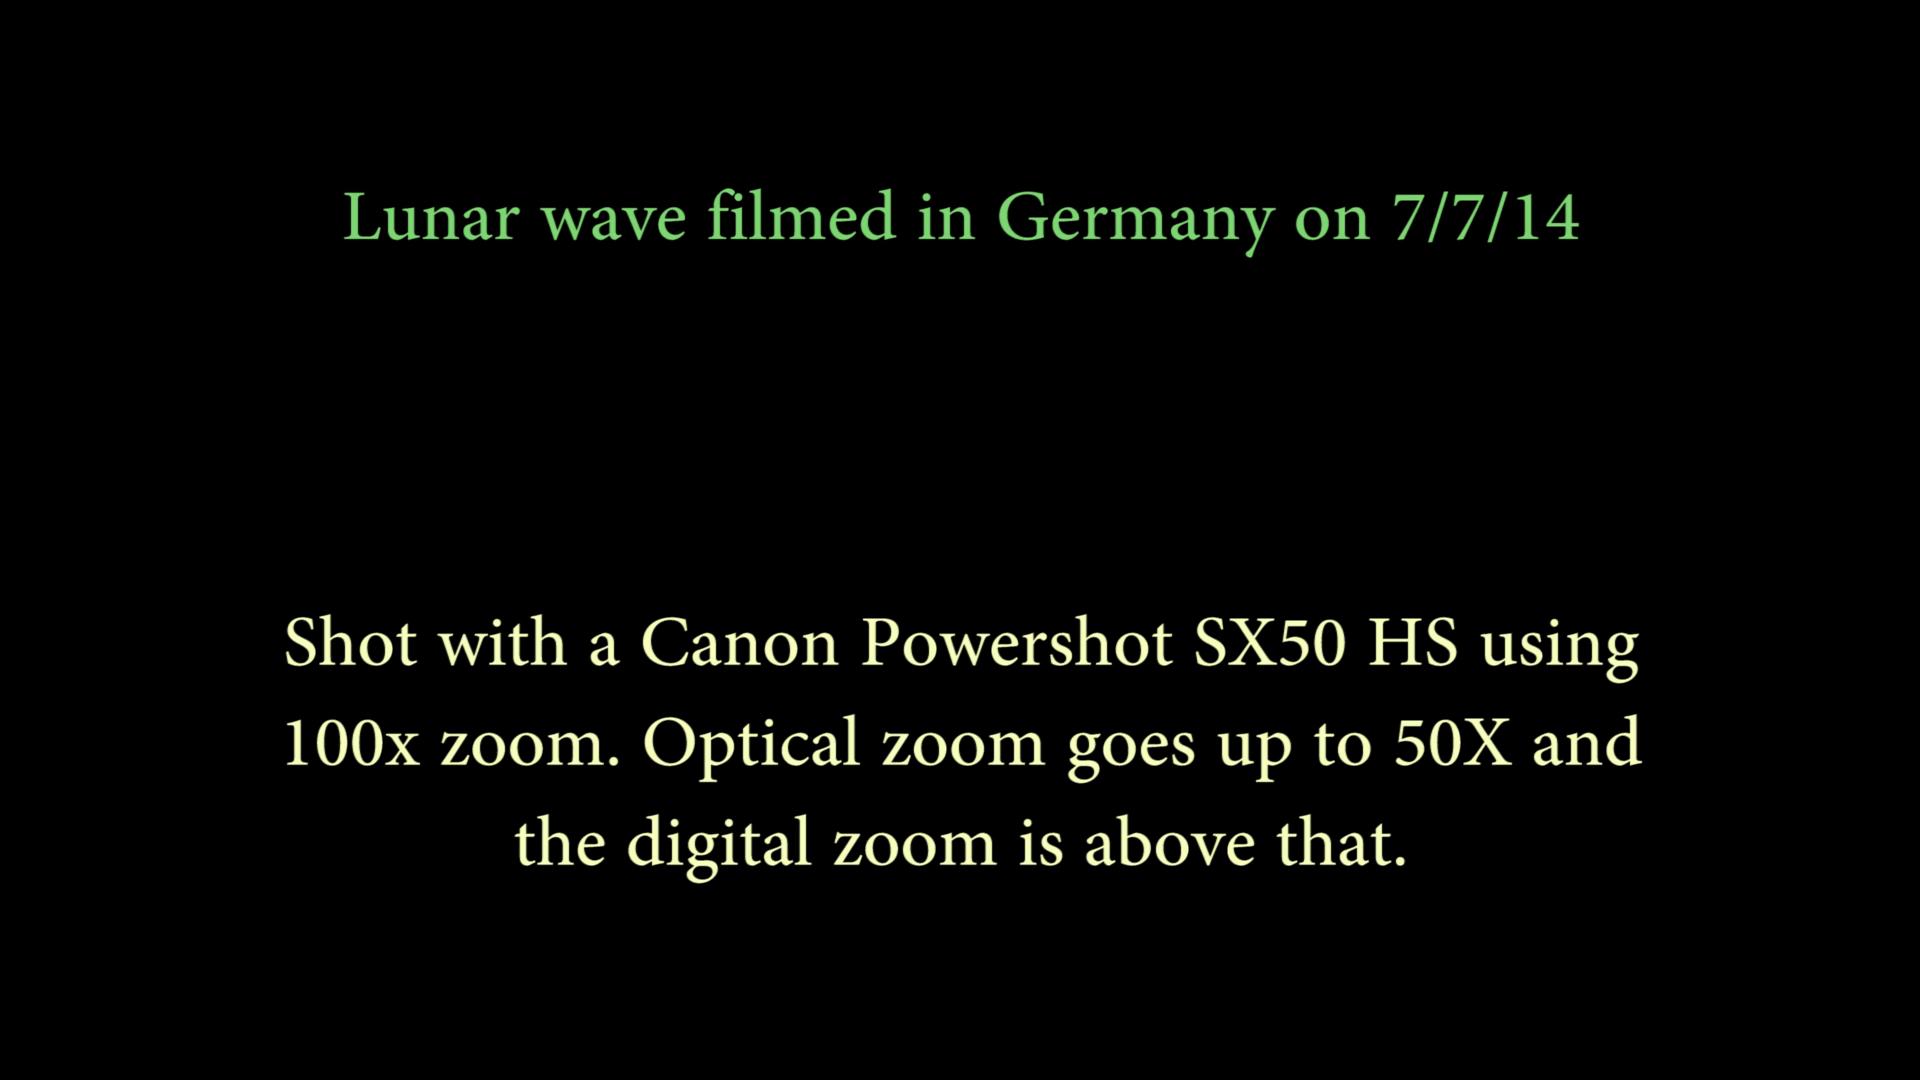 Lunar wave filmed in Germany on 7/7/14
Shot with a Canon Powershot SX50 HS using
100x zoom. Optical zoom goes up to 50X and
the digital zoom is above that.